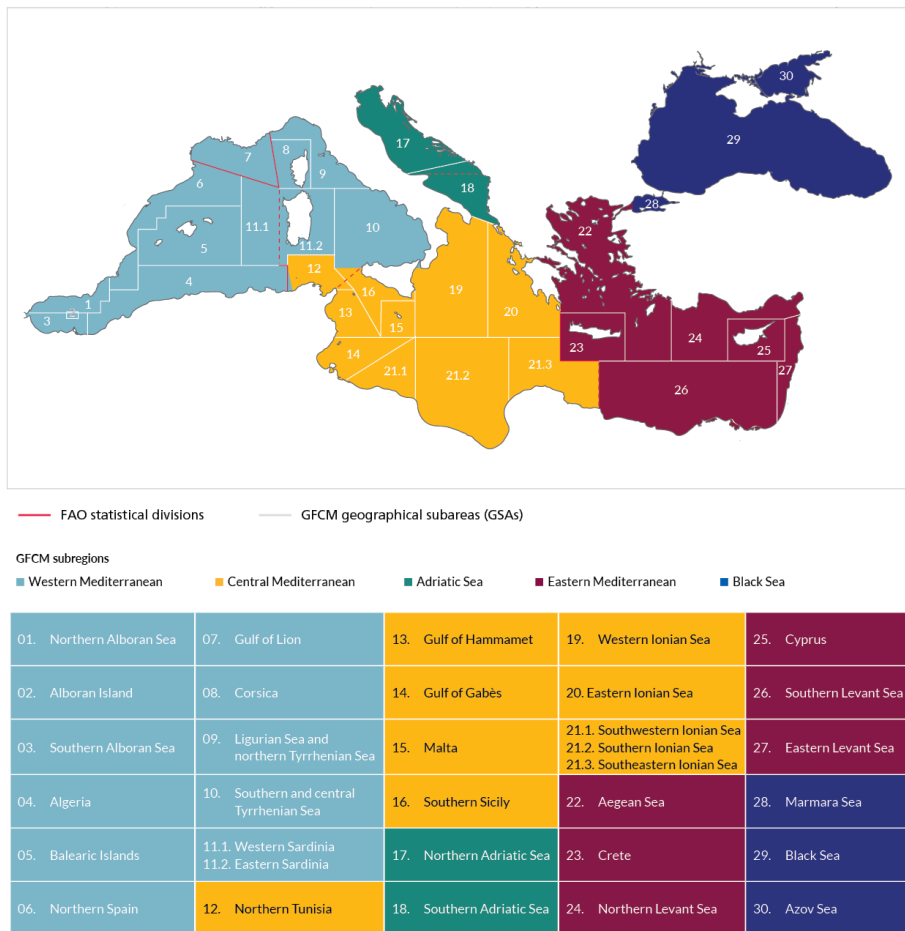 30
29
17
8
7
9
18
6
28
22
11.1
10
5
11.2
12
4
16
19
1
13
20
3
15
24
23
14
25
21.3
21.1
21.2
27
26
FAO statistical divisions
GFCM geographical subareas (GSAs)
GFCM subregions
Western Mediterranean
Central Mediterranean
Adriatic Sea
Eastern Mediterranean
Black Sea
01. Northern Alboran Sea
02. Alboran Island
03. Southern Alboran Sea
04. Algeria
05. Balearic Islands
06. Northern Spain
07. Gulf of Lion
08. Corsica
09. Ligurian Sea and
northern Tyrrhenian Sea
10. Southern and central
Tyrrhenian Sea
11.1. Western Sardinia
11.2. Eastern Sardinia
12. Northern Tunisia
13. Gulf of Hammamet
14. Gulf of Gabès
15. Malta
16. Southern Sicily
17. Northern Adriatic Sea
18. Southern Adriatic Sea
19. Western Ionian Sea
20. Eastern Ionian Sea
21.1. Southwestern Ionian Sea
21.2. Southern Ionian Sea
21.3. Southeastern Ionian Sea
22. Aegean Sea
23. Crete
24. Northern Levant Sea
25. Cyprus
26. Southern Levant Sea
27. Eastern Levant Sea
28. Marmara Sea
29. Black Sea
30. Azov Sea